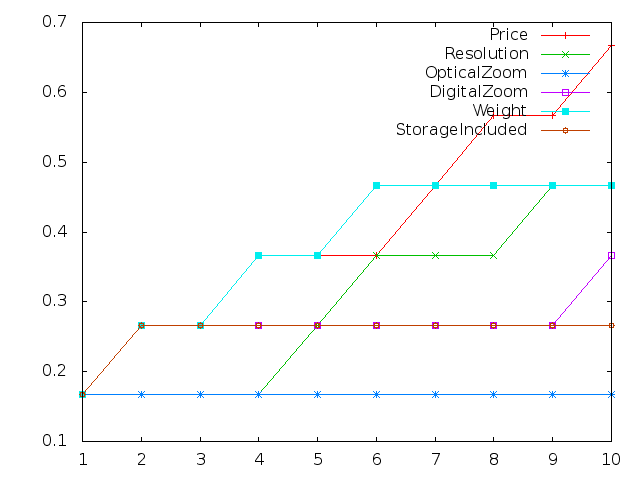 0.7
0.6
0.5
0.4
0.3
0.2
0.1
Price
Resolution
OpticalZoom
DigitalZoom
Weight
StorageIncluded
1 2 3 4 5 6 7 8 9 10